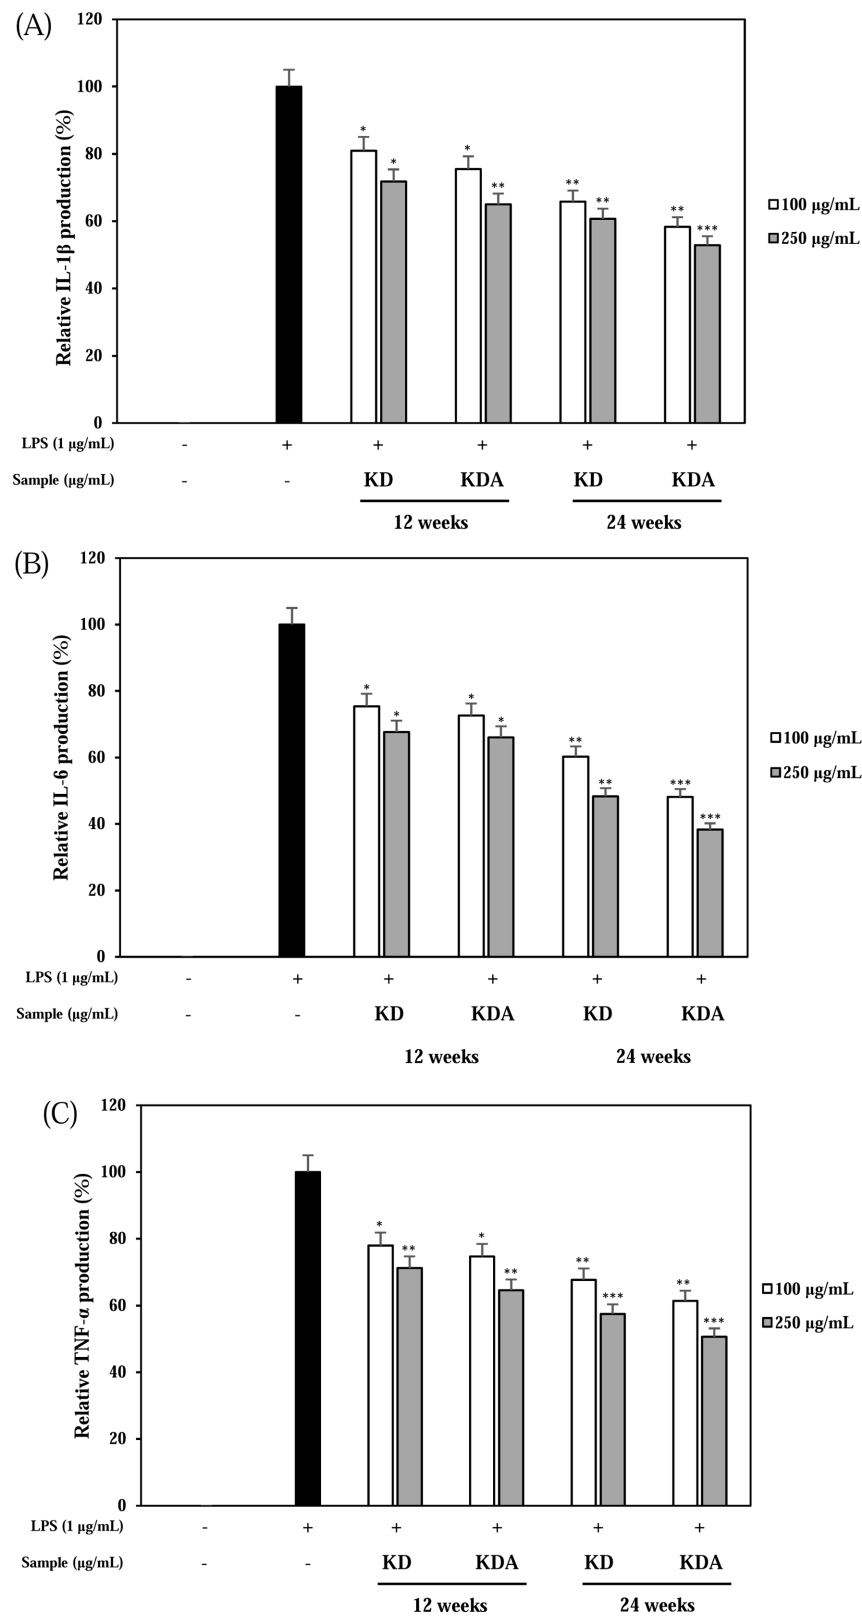 (A)
120
100
80
60
40
20
0
Relative IL-1β production (%)
*
*
*
**
**
**
**
***
100 µg/mL
250 µg/mL
LPS (1 µg/mL) - + + + + +
Sample (µg/mL) - - KD KDA KD KDA
12 weeks 24 weeks
(B)
120
100
80
60
40
20
0
Relative IL-6 production (%)
*
*
*
*
**
**
***
***
100 µg/mL
250 µg/mL
LPS (1 µg/mL) - + + + + +
Sample (µg/mL) - - KD KDA KD KDA
12 weeks 24 weeks
(C)
120
100
80
60
40
20
0
Relative TNF-α production (%)
*
**
*
**
**
***
**
***
100 µg/mL
250 µg/mL
LPS (1 µg/mL) - + + + + +
Sample (µg/mL) - - KD KDA KD KDA
12 weeks 24 weeks